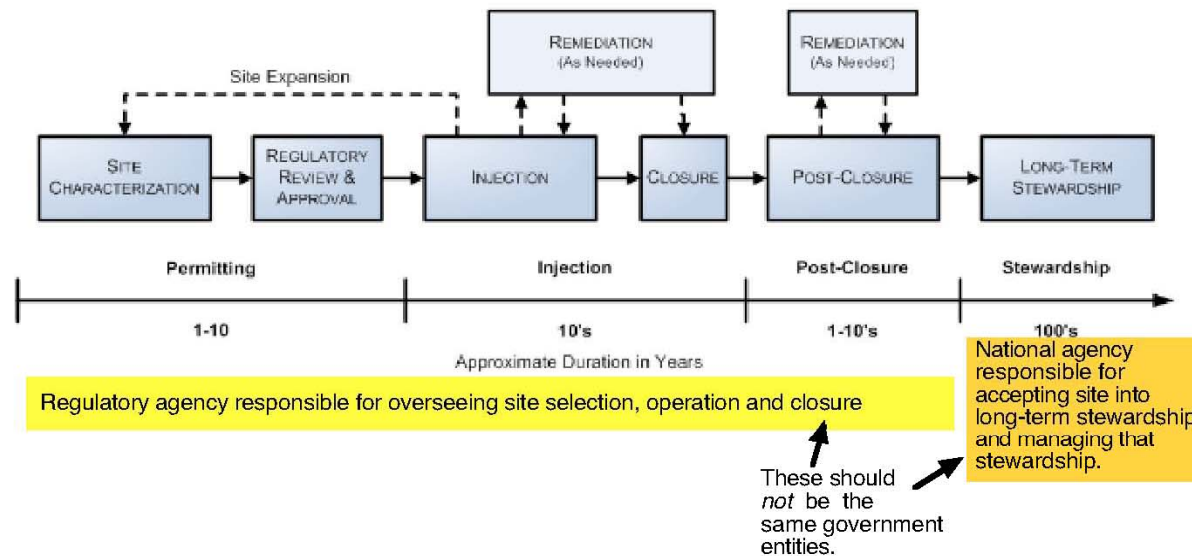 REMEDIATION
(As Needed)
REMEDIATION
(As Needed)
Site Expansion
SITE
CHARACTERIZATION
REGULATORY
REVIEW &
APPROVAL
INJECTION
CLOSURE
POST-CLOSURE
LONG-TERM
STEWARDSHIP
Permitting
Injection
Post-Closure
Stewardship
1-10
10's
1-10's
100's
Approximate Duration in Years
Regulatory agency responsible for overseeing site selection, operation and closure
National agency
responsible for
accepting site into
long-term stewardship
and managing that
stewardship.
These should
not be the
same government
entities.